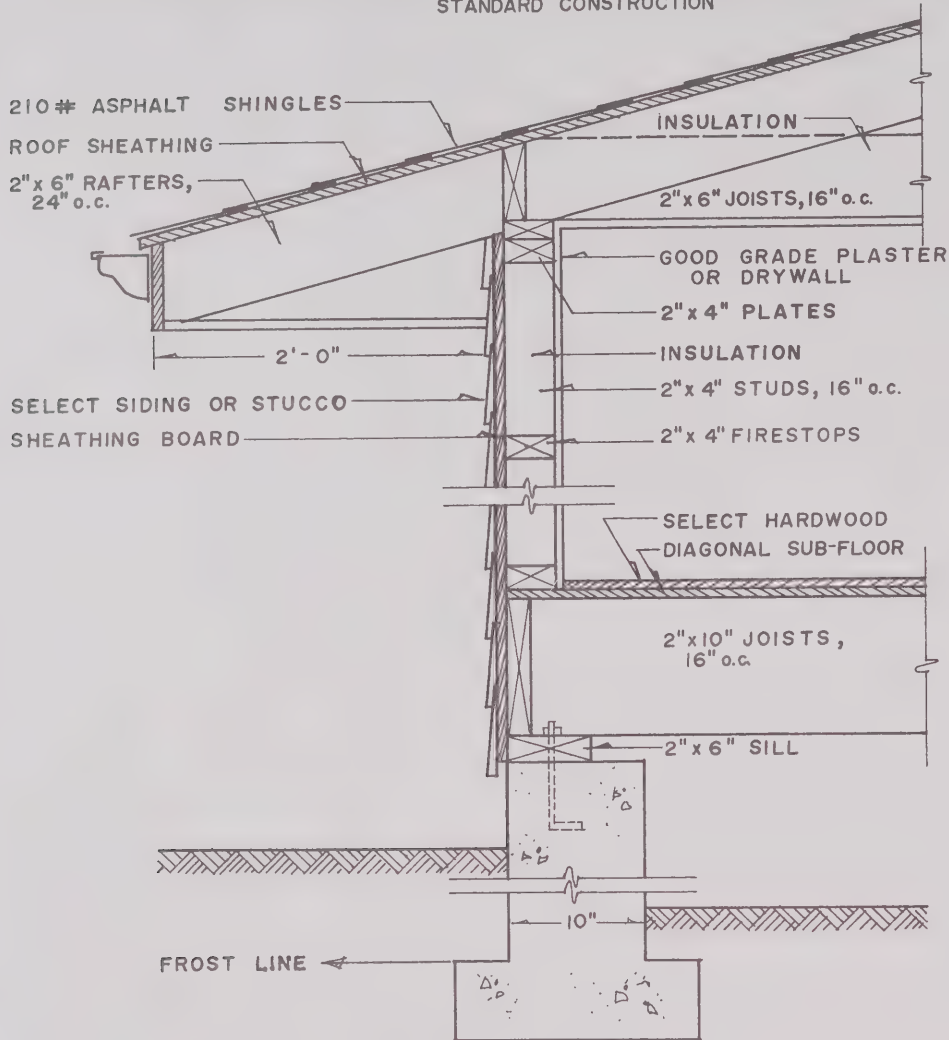 STANDARD CONSTRUCTION
210# ASPHALT SHINGLES
ROOF SHEATHING
2"x 6" RAFTERS,
24" o.c.
INSULATION
2"x 6" JOISTS, 16" o.c.
GOOD GRADE PLASTER
OR DRYWALL
2"x 4" PLATES
2'-0"
INSULATION
2"x 4" STUDS, 16" o.c.
SELECT SIDING OR STUCCO
SHEATHING BOARD
2"x 4" FIRESTOPS
SELECT HARDWOOD
DIAGONAL SUB-FLOOR
2"x 10" JOISTS,
16" o.c.
2"x 6" SILL
10"
FROST LINE